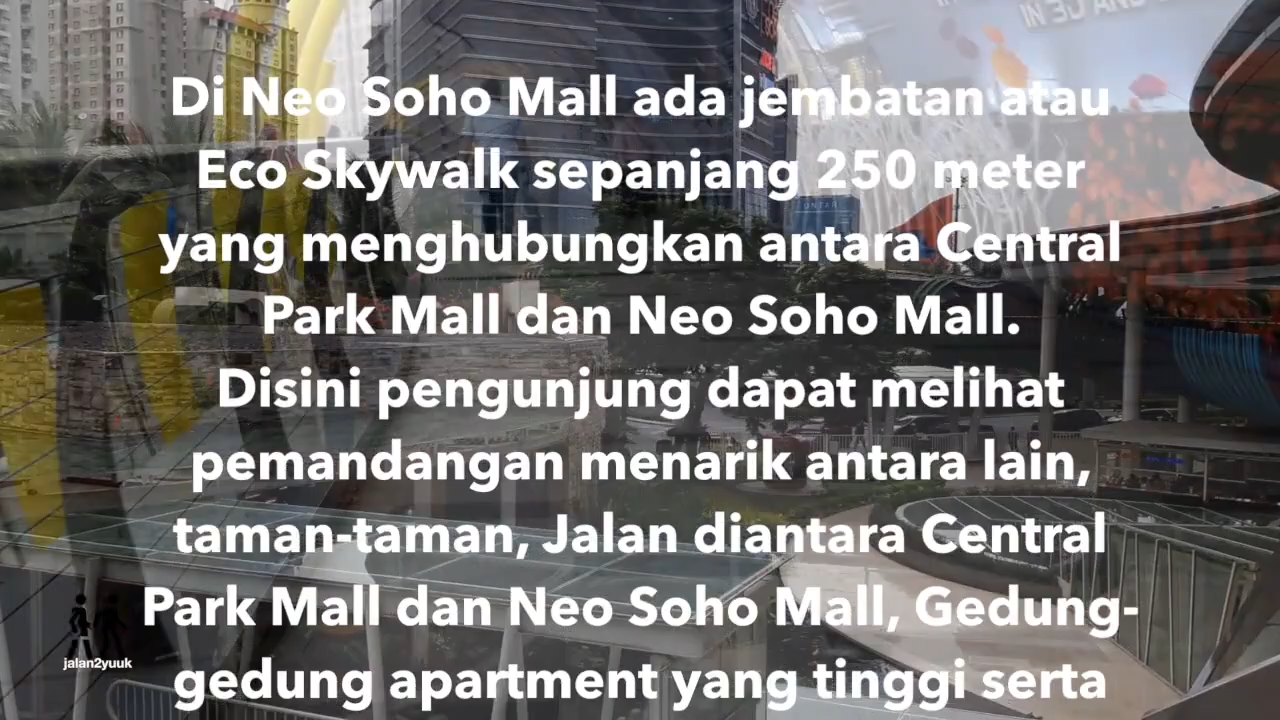 Di Neo Soho Mall ada jembatan atau
Eco Skywalk sepanjang 250 meter
yang menghubungkan antara Central
Park Mall dan Neo Soho Mall.
Disini pengunjung dapat melihat
pemandangan menarik antara lain,
taman-taman, Jalan diantara Central
Park Mall dan Neo Soho Mall, Gedung-
gedung apartment yang tinggi serta
jalan2yuuk
UNTAR